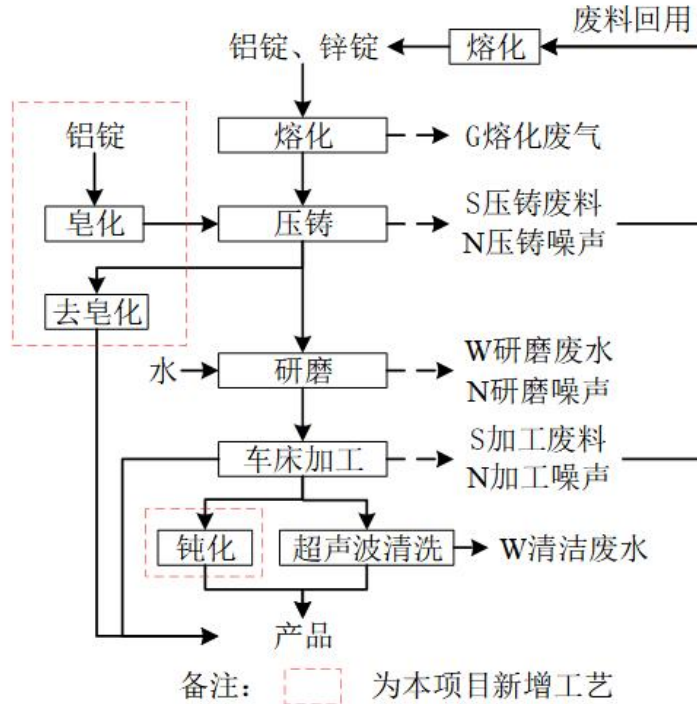 废料回用
铝锭、锌锭
熔化
铝锭
熔化
G熔化废气
皂化
压铸
S压铸废料
N压铸噪声
去皂化
水
研磨
W研磨废水
N研磨噪声
车床加工
S加工废料
N加工噪声
钝化
超声波清洗
W清洁废水
产品
备注：
为本项目新增工艺